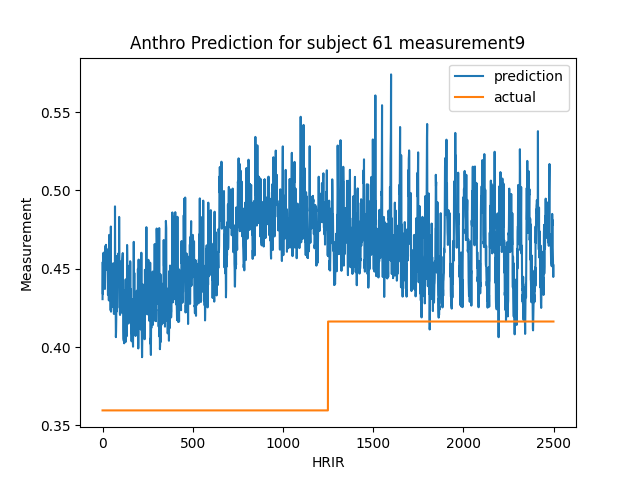 Anthro Prediction for subject 61 measurement9
prediction
actual
0.55
0.50
0.45
0.40
0.35
Measurement
0
500
1000
1500
2000
2500
HRIR